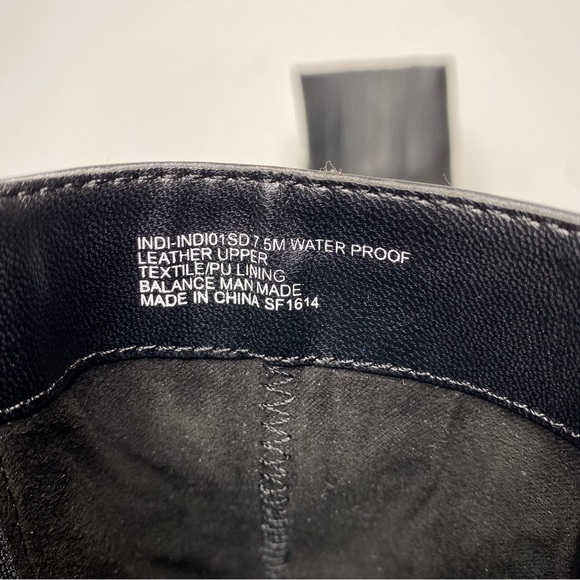 INDI-INDI01SD 7.5M WATER PROOF
LEATHER UPPER
TEXTILE/PU LINING
BALANCE MAN MADE
MADE IN CHINA SF1614